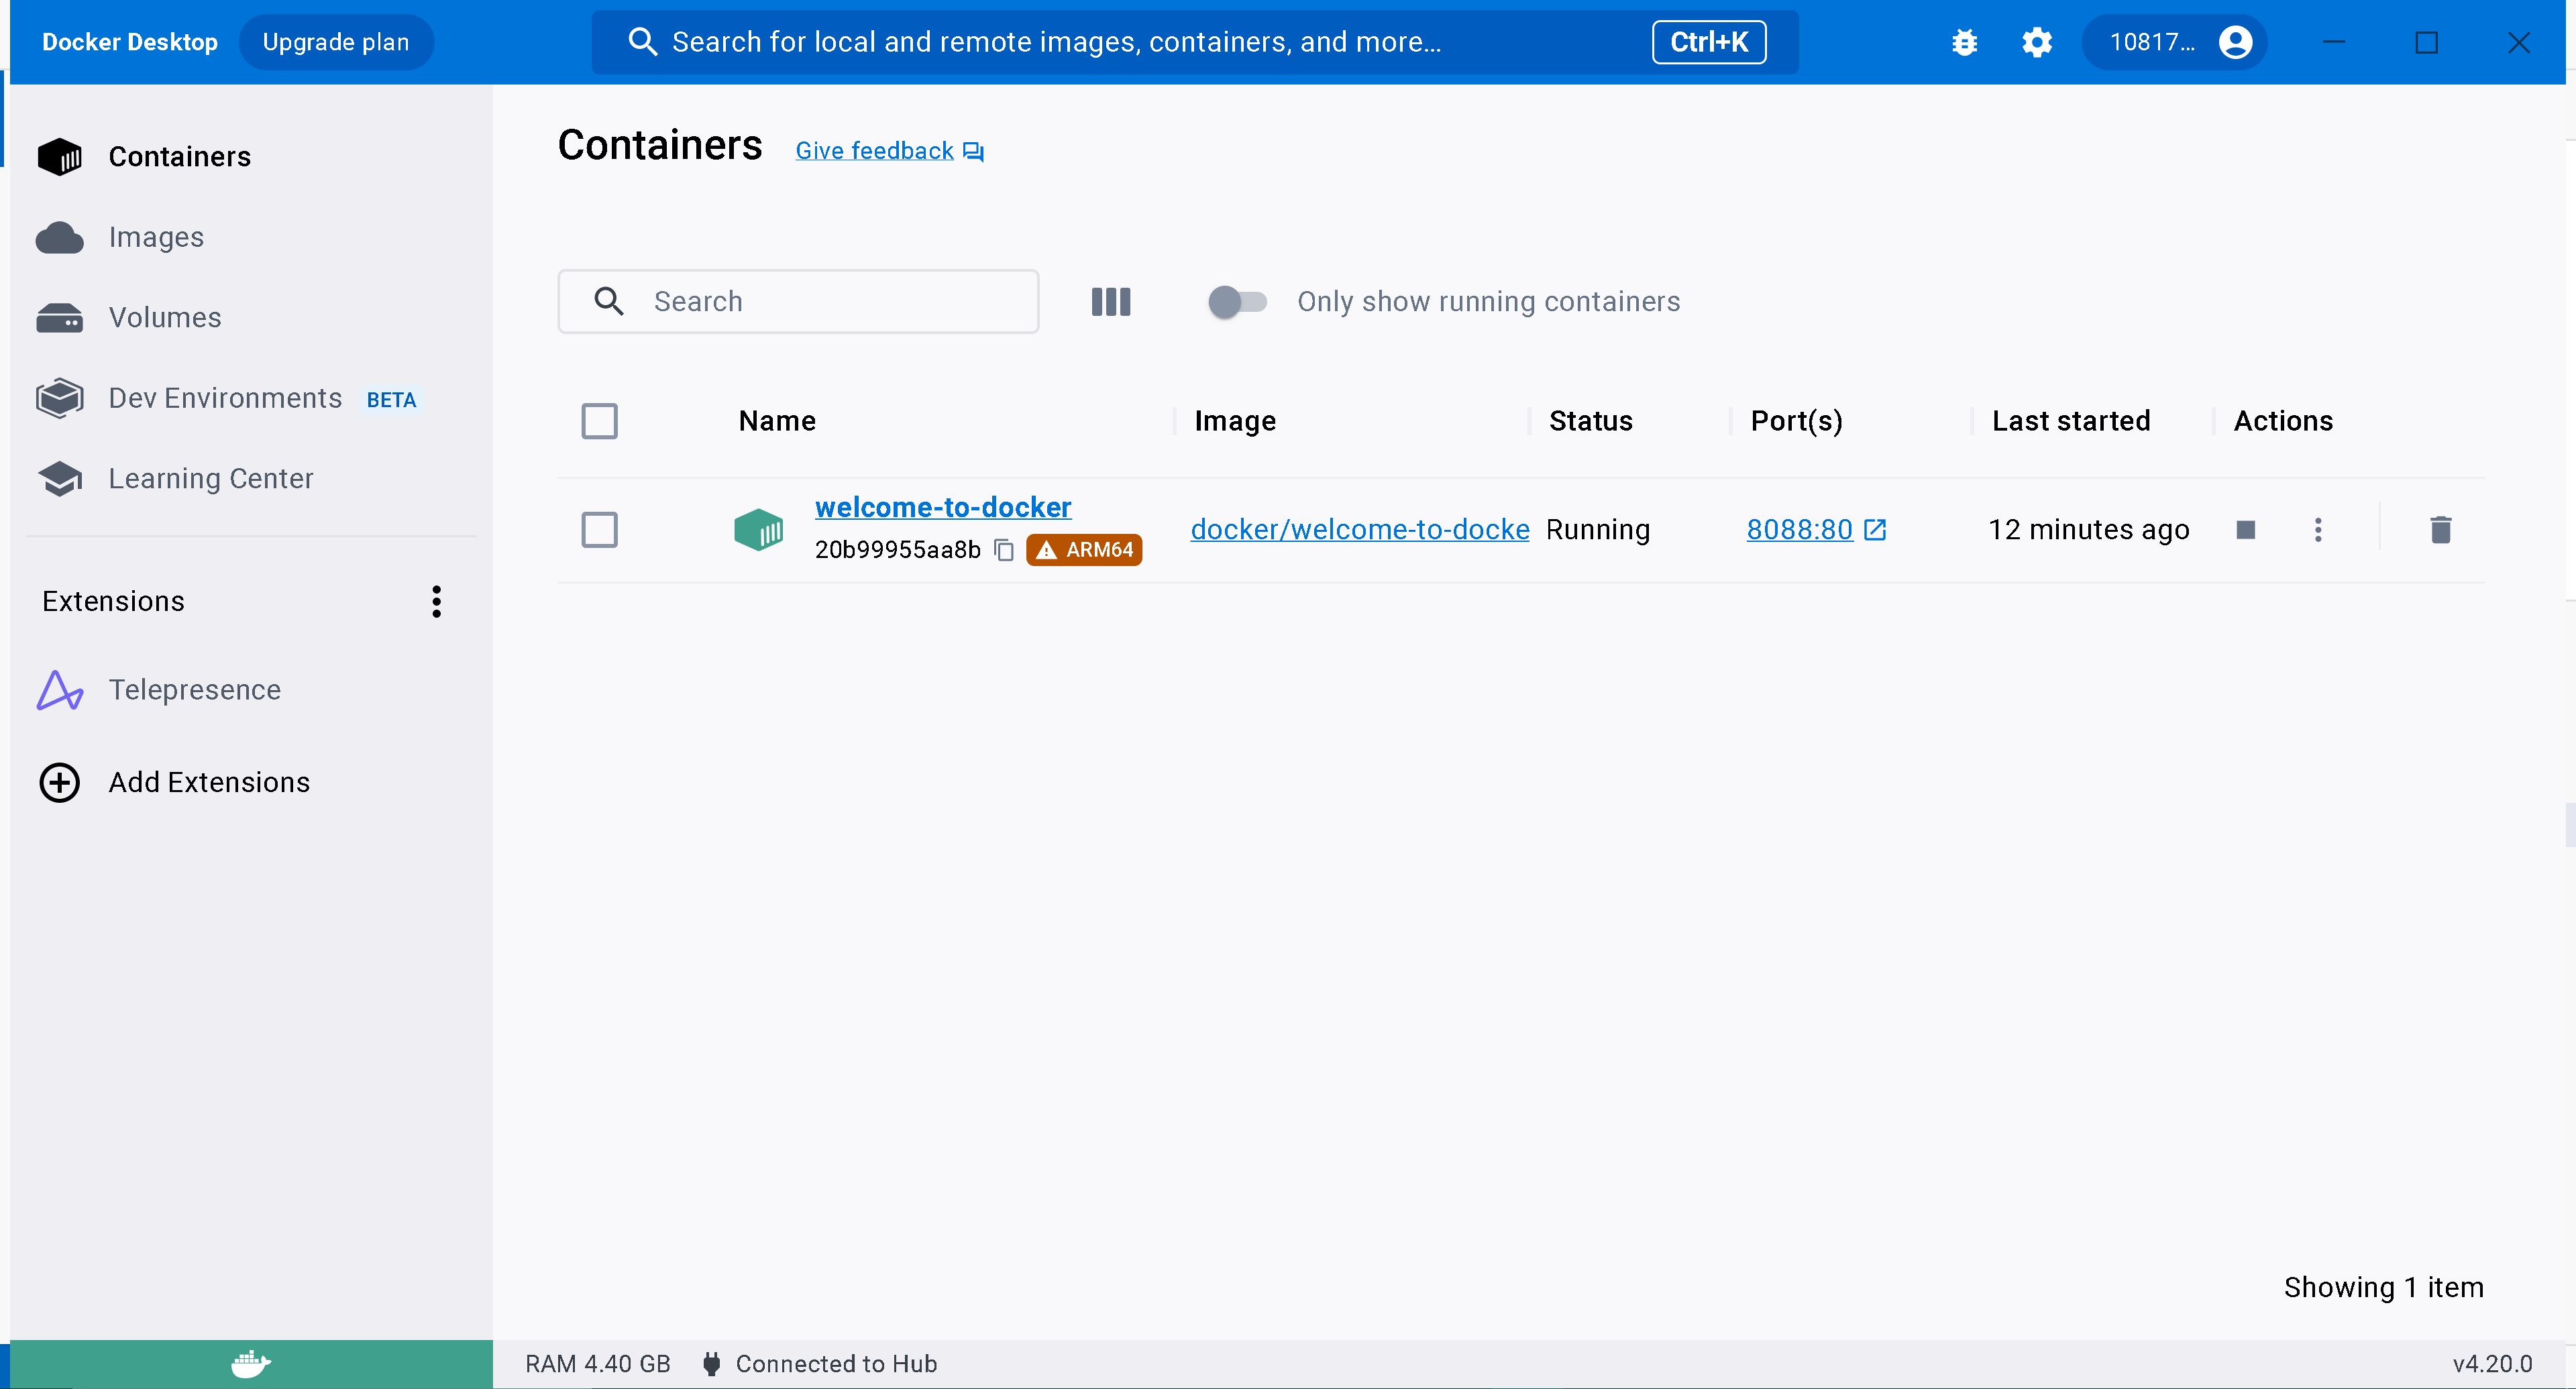 Docker Desktop Upgrade plan Search for local and remote images, containers, and more... Ctrl+K 10817...
Containers
Images
Volumes
Dev Environments BETA
Learning Center
Extensions
Telepresence
Add Extensions
Containers Give feedback
Search Only show running containers
Name Image Status Port(s) Last started Actions
welcome-to-docker
20b99955aa8b ARM64
docker/welcome-to-docke Running 8088:80 12 minutes ago
Showing 1 item
RAM 4.40 GB Connected to Hub v4.20.0